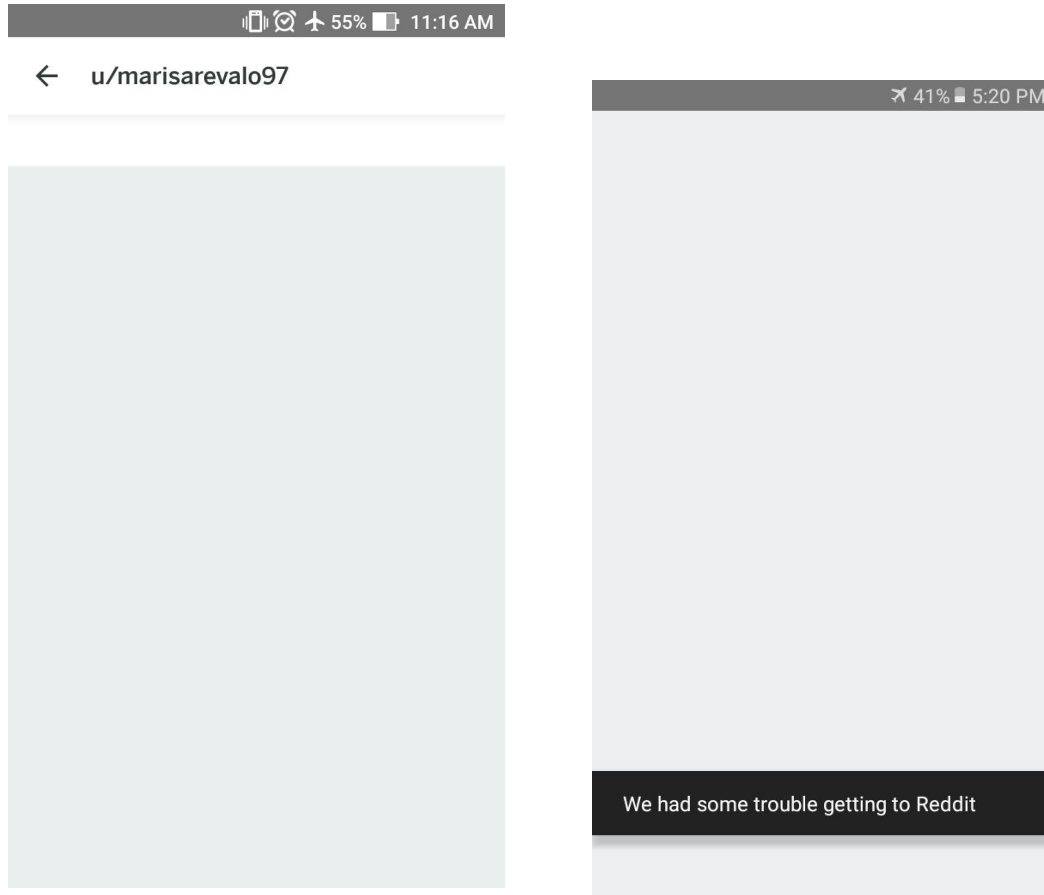 55% 11:16 AM
u/marisarevalo97
41% 5:20 PM
We had some trouble getting to Reddit